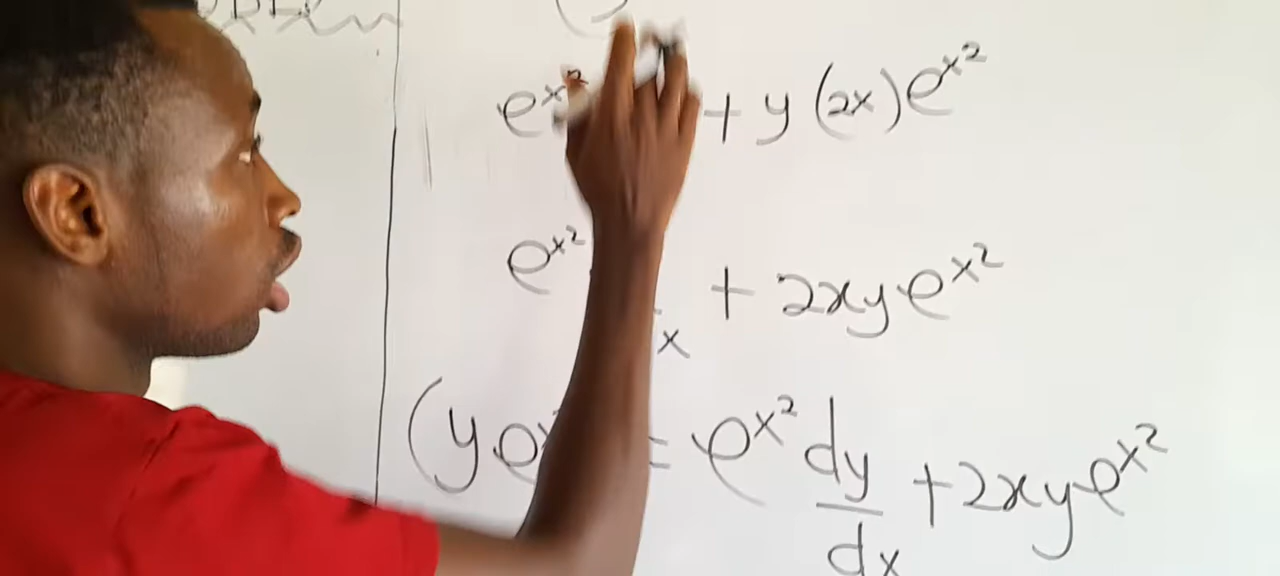 e^x² + y (2x) e^x²
e^x² x + 2xy e^x²
(y e^x = e^x² dy/dx + 2xy e^x²